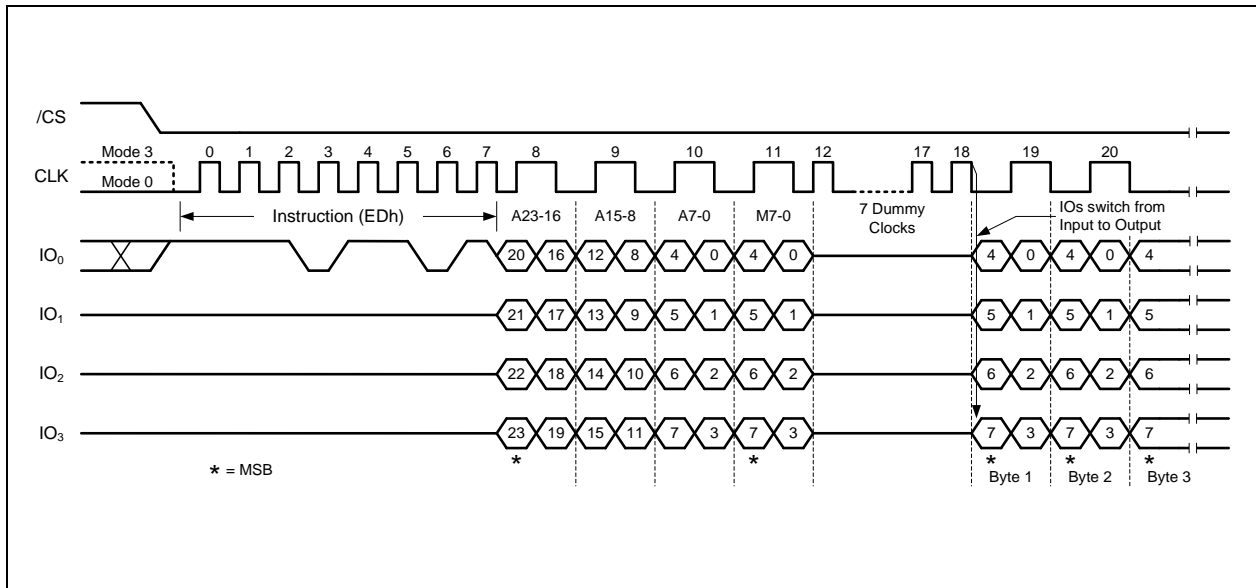 /CS
Mode 3
0 1 2 3 4 5 6 7 8 9 10 11 12 17 18 19 20
CLK
Mode 0
Instruction (EDh) A23-16 A15-8 A7-0 M7-0 7 Dummy Clocks IOs switch from Input to Output
IO0 20 16 12 8 4 0 4 0 4 0 4 0 4
IO1 21 17 13 9 5 1 5 1 5 1 5 1 5
IO2 22 18 14 10 6 2 6 2 6 2 6 2 6
IO3 23 19 15 11 7 3 7 3 7 3 7 3 7
* * * * *
* = MSB
Byte 1 Byte 2 Byte 3